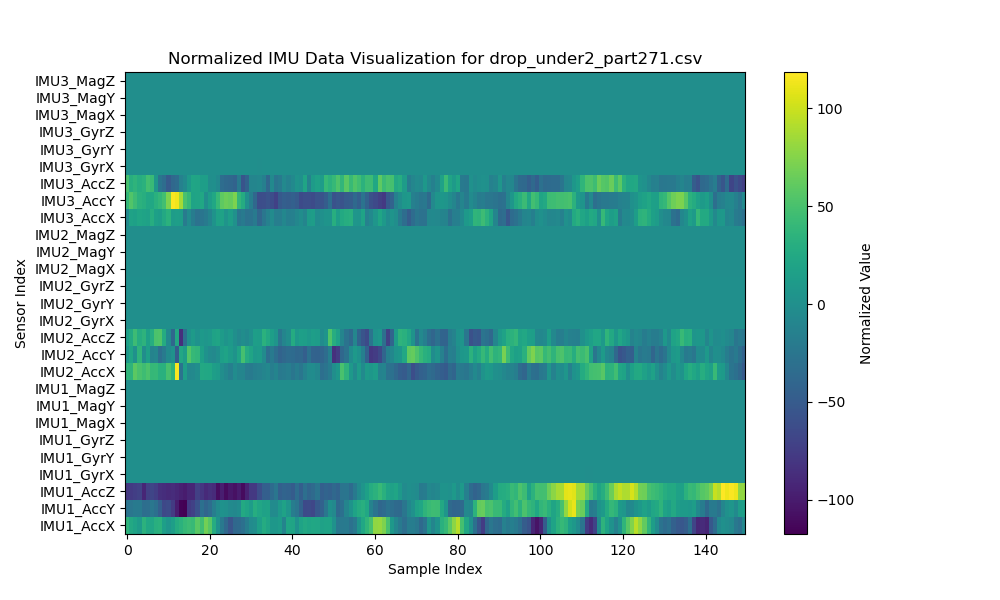 Normalized IMU Data Visualization for drop_under2_part271.csv
Sensor Index
IMU3_MagZ
IMU3_MagY
IMU3_MagX
IMU3_GyrZ
IMU3_GyrY
IMU3_GyrX
IMU3_AccZ
IMU3_AccY
IMU3_AccX
IMU2_MagZ
IMU2_MagY
IMU2_MagX
IMU2_GyrZ
IMU2_GyrY
IMU2_GyrX
IMU2_AccZ
IMU2_AccY
IMU2_AccX
IMU1_MagZ
IMU1_MagY
IMU1_MagX
IMU1_GyrZ
IMU1_GyrY
IMU1_GyrX
IMU1_AccZ
IMU1_AccY
IMU1_AccX
0 20 40 60 80 100 120 140
Sample Index
100
50
0
−50
−100
Normalized Value